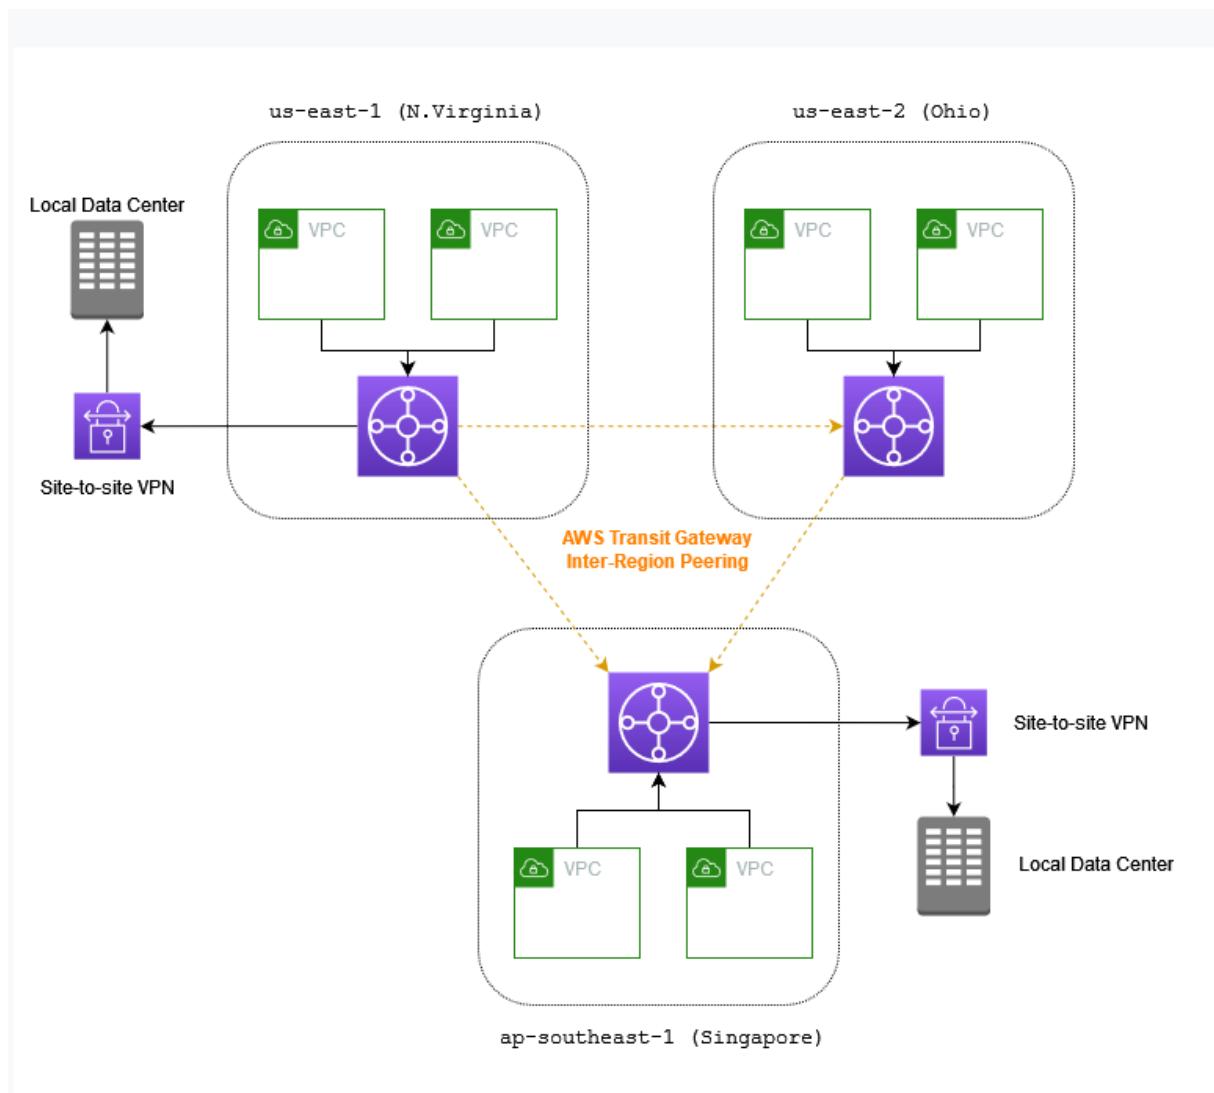 us-east-1 (N.Virginia)
us-east-2 (Ohio)
Local Data Center
VPC
VPC
VPC
VPC
Site-to-site VPN
AWS Transit Gateway
Inter-Region Peering
Site-to-site VPN
VPC
VPC
Local Data Center
ap-southeast-1 (Singapore)